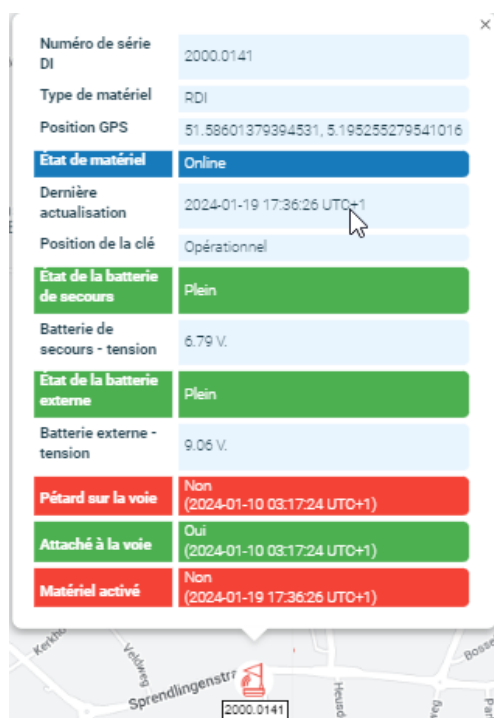 ×
Numéro de série
DI
2000.0141
Type de matériel
RDI
Position GPS
51.58601379394531, 5.195255279541016
État de matériel
Online
Dernière
actualisation
2024-01-19 17:36:26 UTC+1
Position de la clé
Opérationnel
État de la batterie
de secours
Plein
Batterie de
secours - tension
6.79 V.
État de la batterie
externe
Plein
Batterie externe -
tension
9.06 V.
Pétard sur la voie
Non
(2024-01-10 03:17:24 UTC+1)
Attaché à la voie
Oui
(2024-01-10 03:17:24 UTC+1)
Matériel activé
Non
(2024-01-19 17:36:26 UTC+1)
Kerkho
Veldweg
Bosse
Sprendlingenstr
Heusd
2000.0141